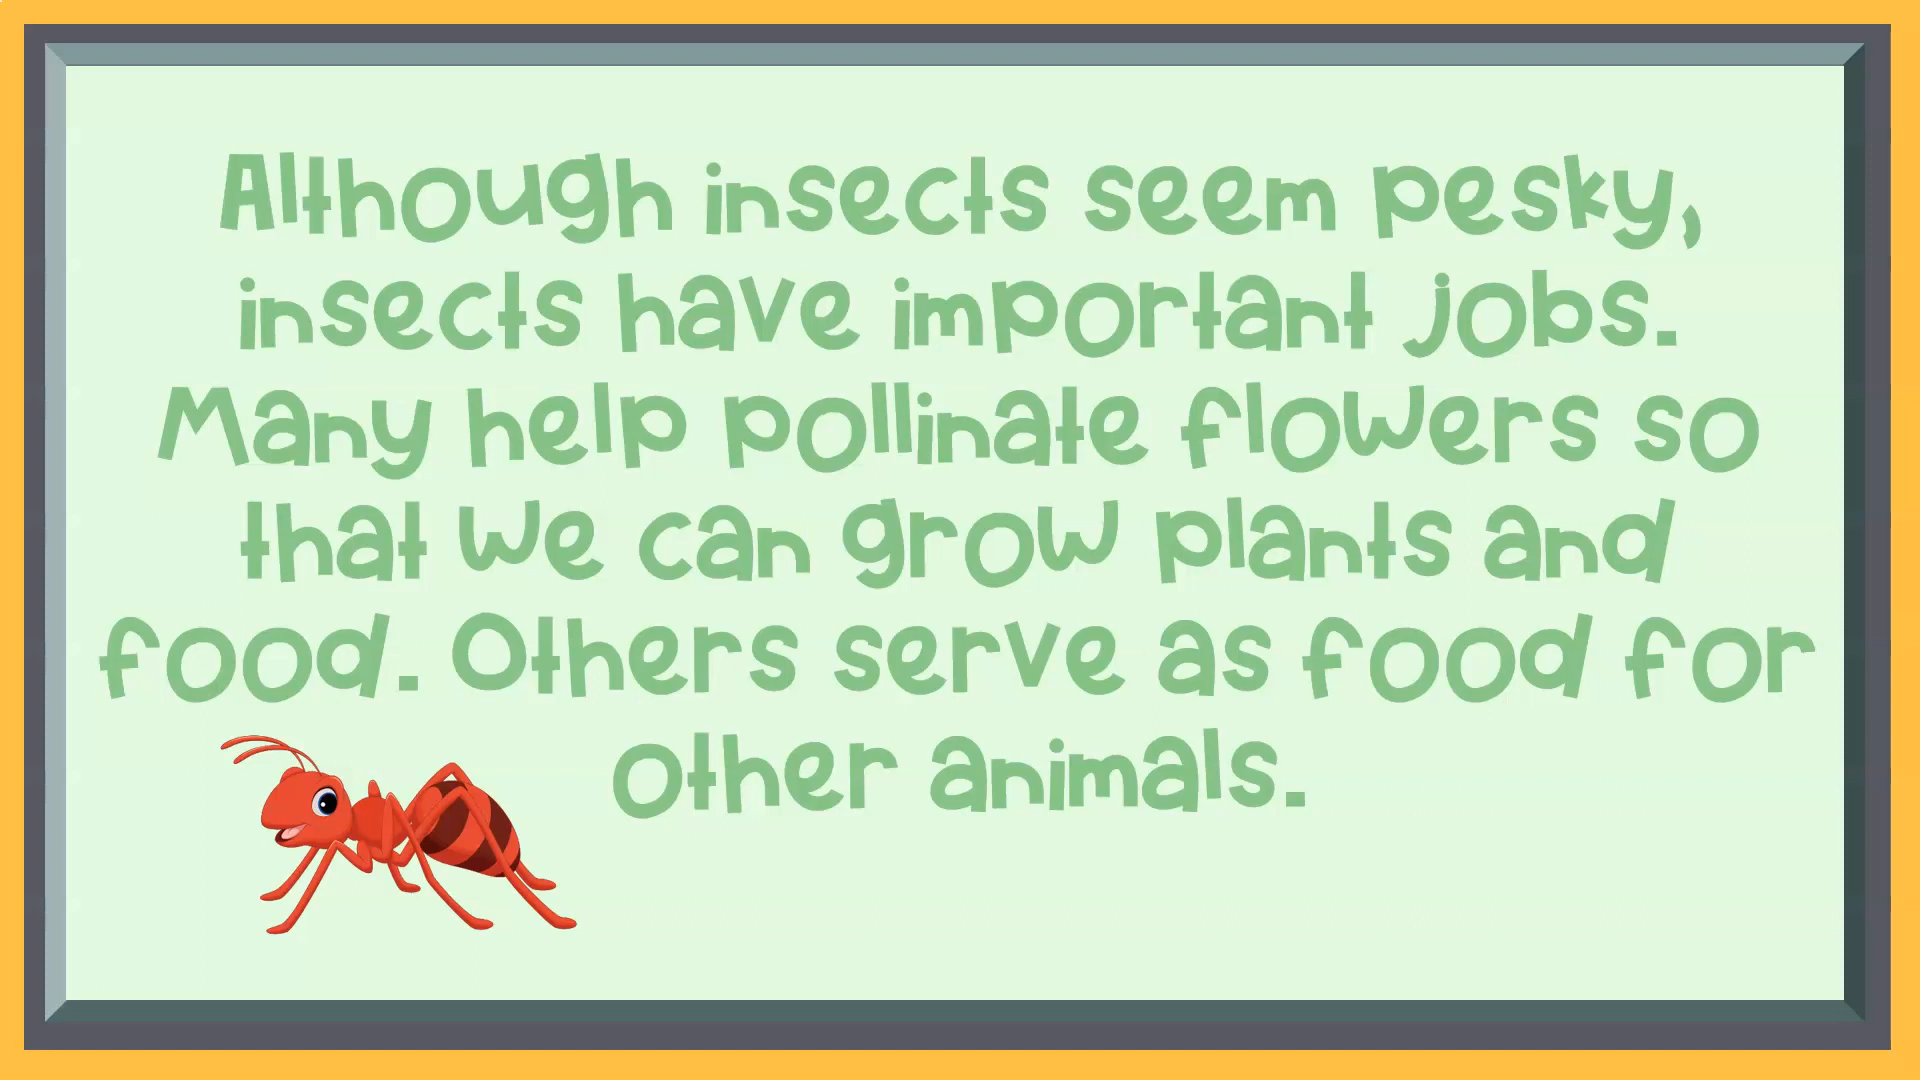 Although insects seem pesky,
insects have important jobs.
Many help pollinate flowers so
that we can grow plants and
food. Others serve as food for
other animals.